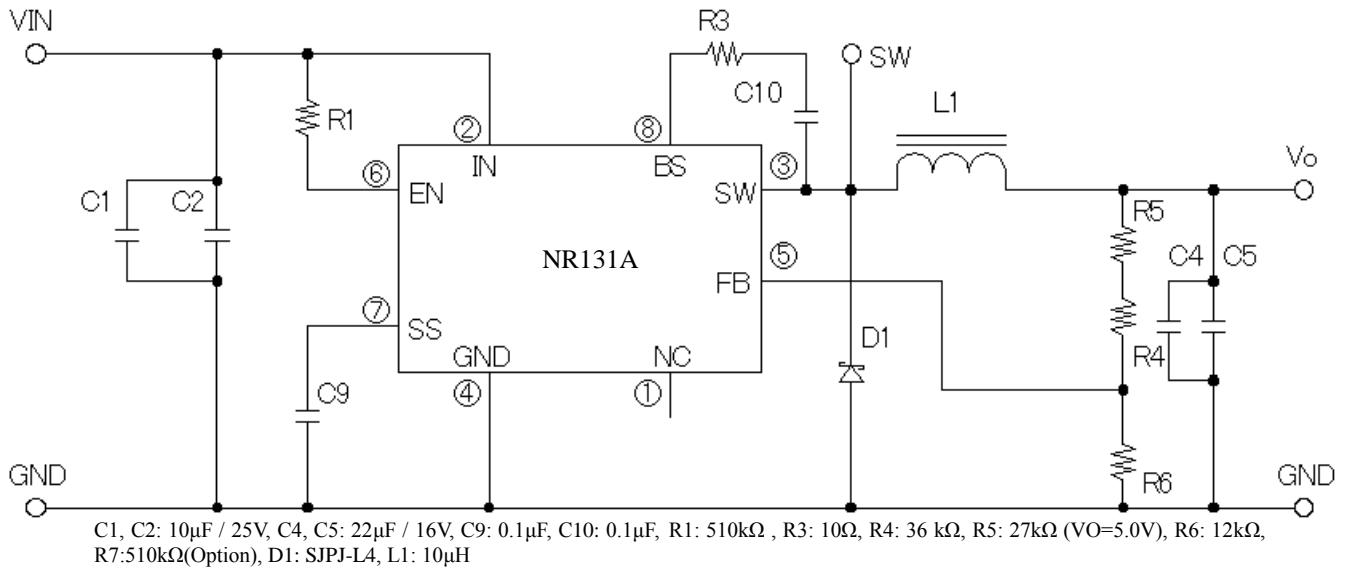 VIN
R3
SW
C10
L1
R1
②
⑧
IN
BS
③
Vo
⑥
EN
SW
C1
C2
R5
NR131A
⑤
FB
C4
C5
⑦
SS
D1
GND
NC
R4
C9
④
①
GND
R6
GND
C1, C2: 10μF / 25V, C4, C5: 22μF / 16V, C9: 0.1μF, C10: 0.1μF, R1: 510kΩ , R3: 10Ω, R4: 36 kΩ, R5: 27kΩ (VO=5.0V), R6: 12kΩ,
R7:510kΩ(Option), D1: SJPJ-L4, L1: 10μH